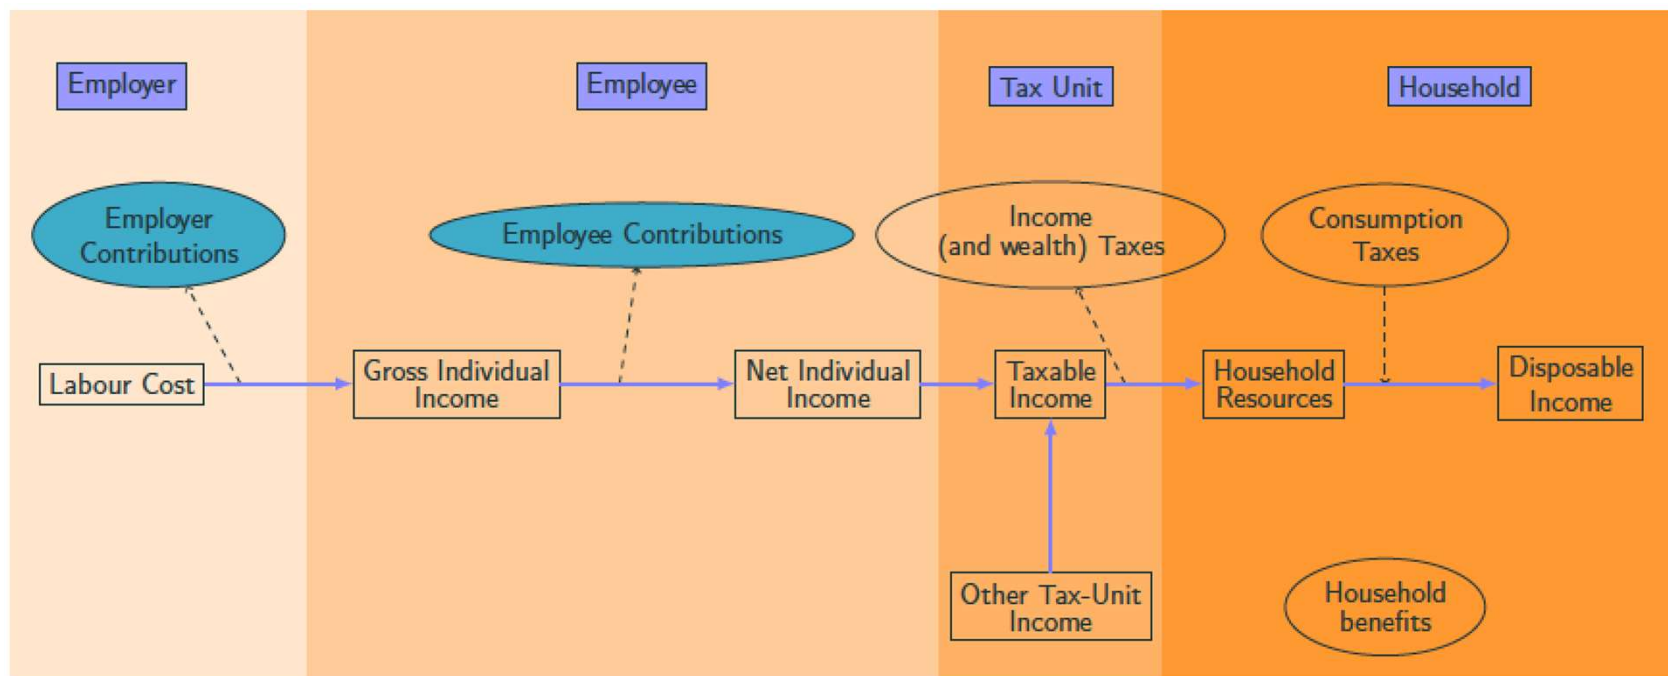 Employer
Employee
Tax Unit
Household
Employer
Contributions
Employee Contributions
Income
(and wealth) Taxes
Consumption
Taxes
Labour Cost
Gross Individual
Income
Net Individual
Income
Taxable
Income
Household
Resources
Disposable
Income
Other Tax-Unit
Income
Household
benefits